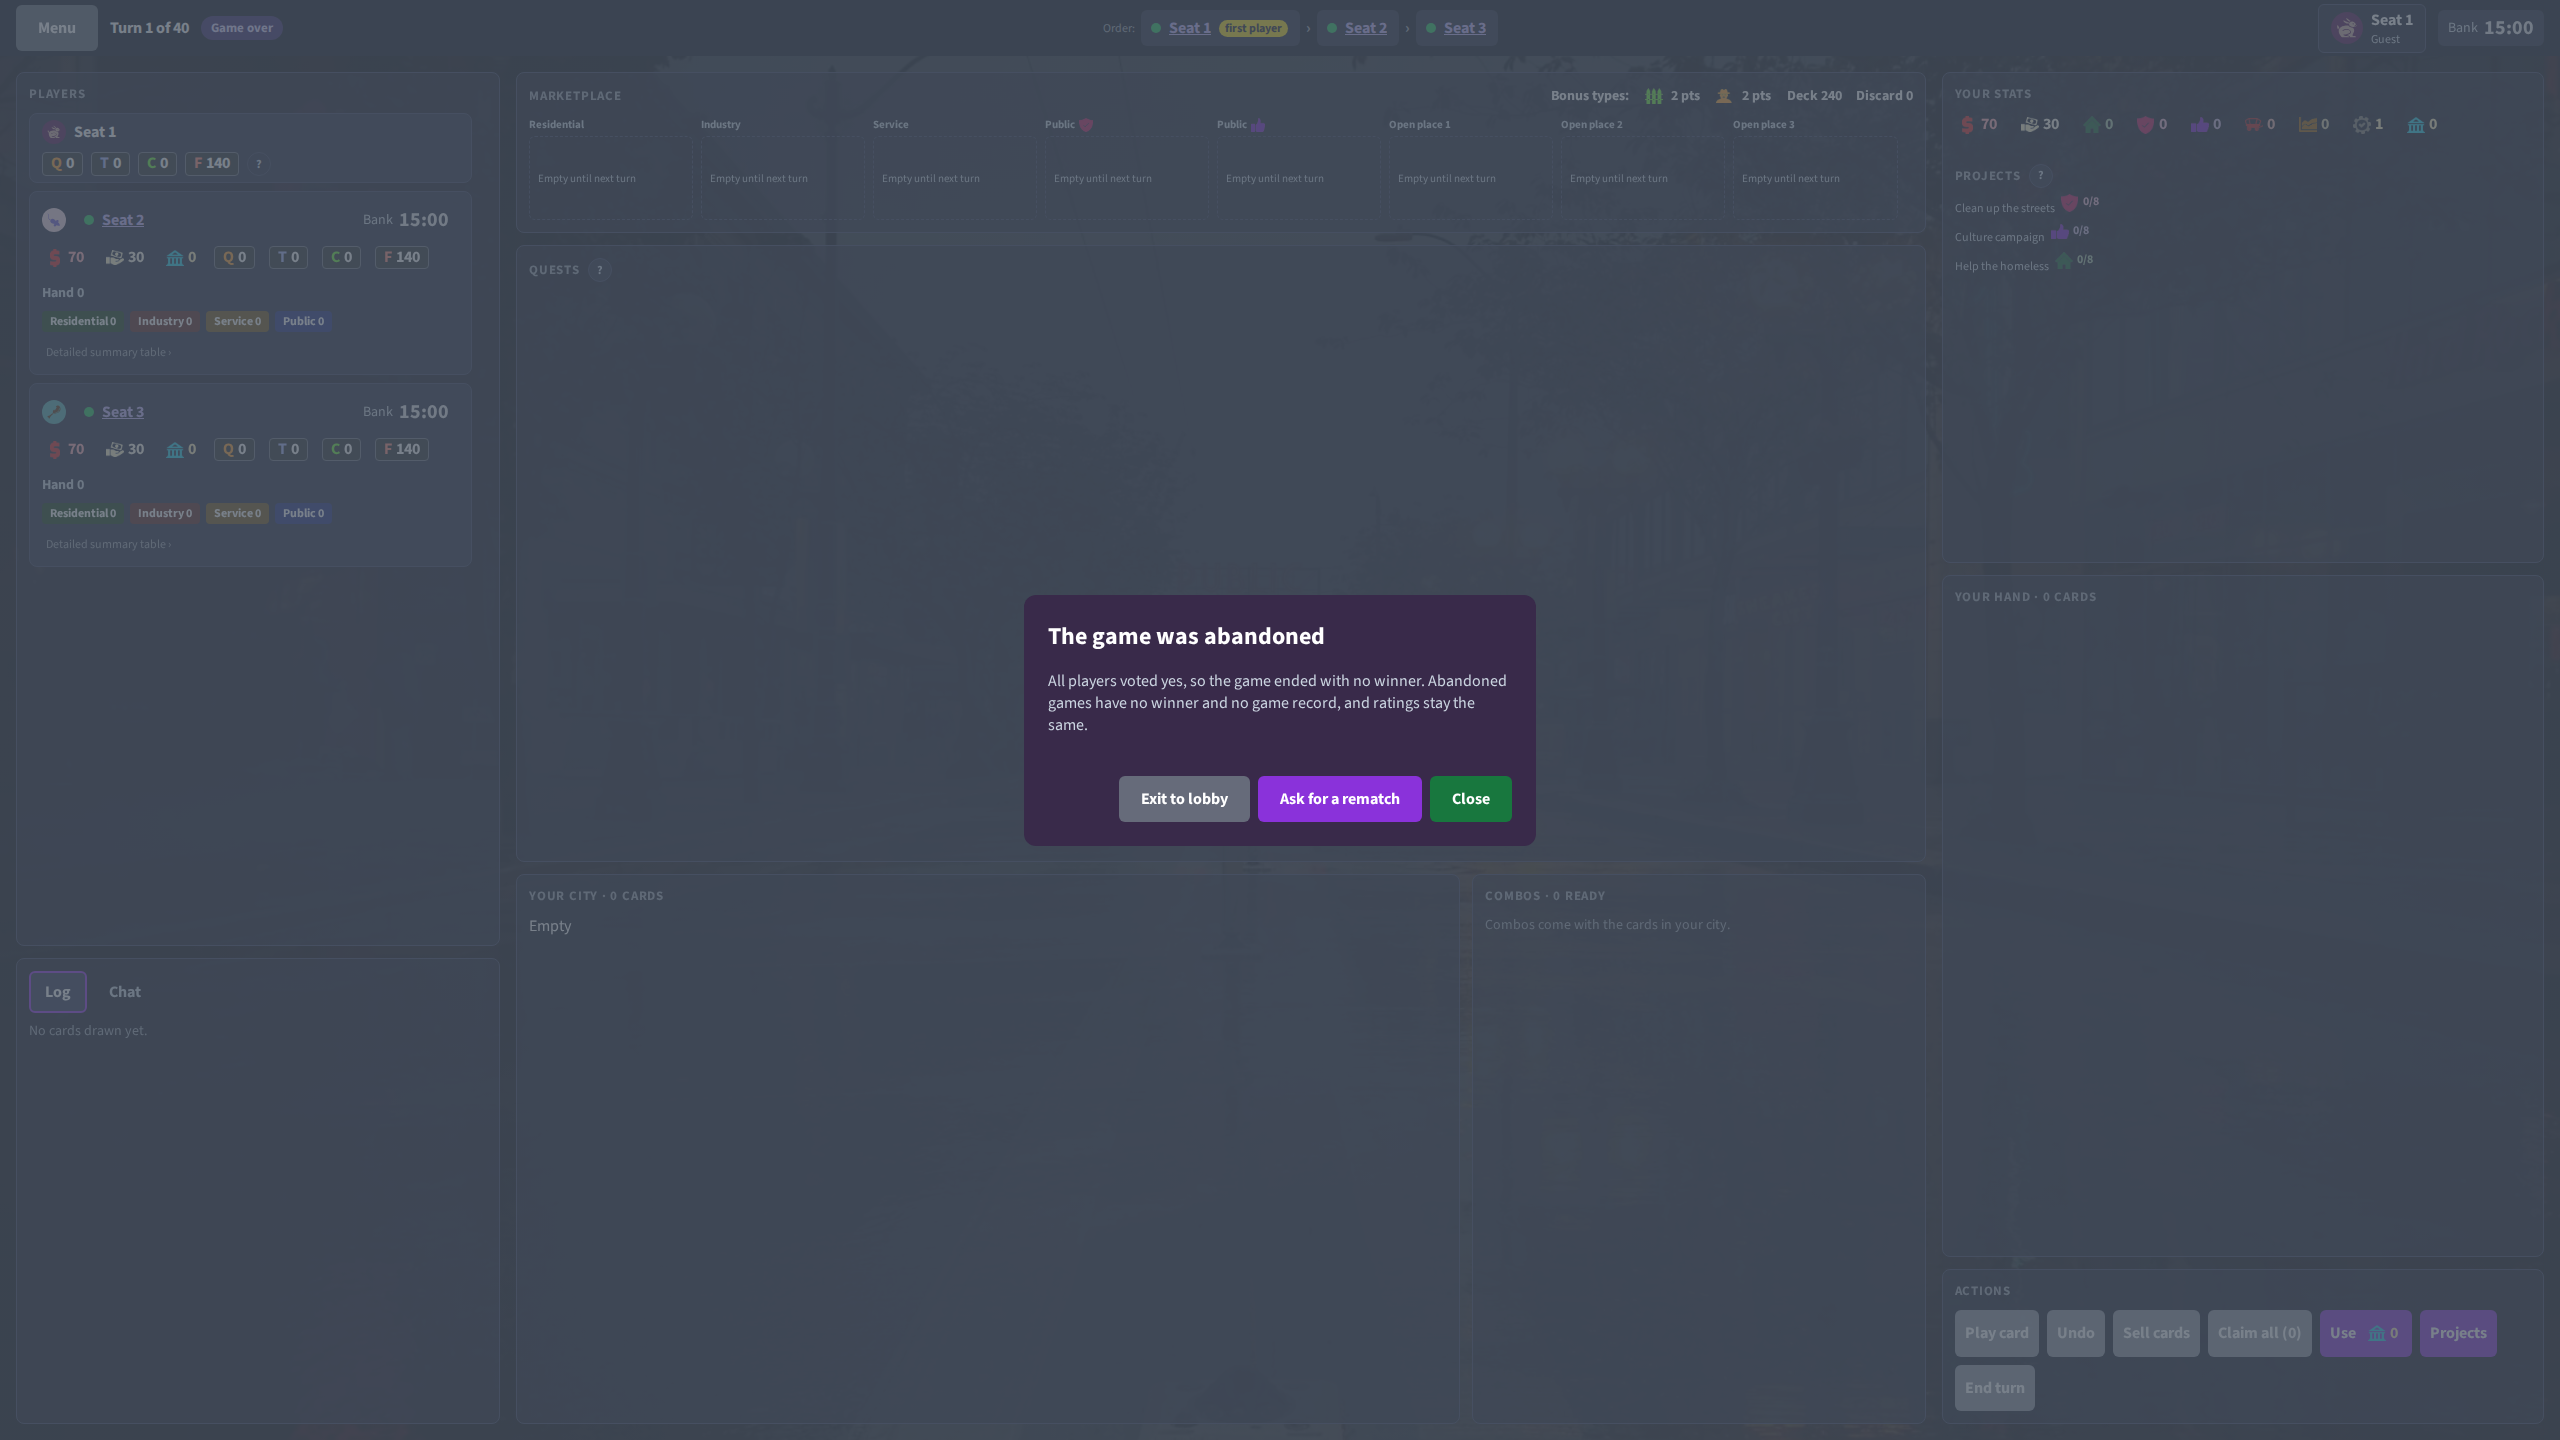 Menu Turn 1 of 40 Game over
Order: Seat 1 first player › Seat 2 › Seat 3
Seat 1
Guest
Bank 15:00
PLAYERS
Seat 1
Q 0 T 0 C 0 F 140 ?
Seat 2 Bank 15:00
70 30 0 Q 0 T 0 C 0 F 140
Hand 0
Residential 0 Industry 0 Service 0 Public 0
Detailed summary table ›
Seat 3 Bank 15:00
70 30 0 Q 0 T 0 C 0 F 140
Hand 0
Residential 0 Industry 0 Service 0 Public 0
Detailed summary table ›
Log Chat
No cards drawn yet.
MARKETPLACE Bonus types: 2 pts 2 pts Deck 240 Discard 0
Residential Industry Service Public Public Open place 1 Open place 2 Open place 3
Empty until next turn Empty until next turn Empty until next turn Empty until next turn Empty until next turn Empty until next turn Empty until next turn Empty until next turn
QUESTS ?
The game was abandoned
All players voted yes, so the game ended with no winner. Abandoned
games have no winner and no game record, and ratings stay the
same.
Exit to lobby Ask for a rematch Close
YOUR CITY · 0 CARDS
Empty
COMBOS · 0 READY
Combos come with the cards in your city.
YOUR STATS
$ 70 30 0 0 0 0 0 1 0
PROJECTS ?
Clean up the streets 0/8
Culture campaign 0/8
Help the homeless 0/8
YOUR HAND · 0 CARDS
ACTIONS
Play card Undo Sell cards Claim all (0) Use 0 Projects
End turn